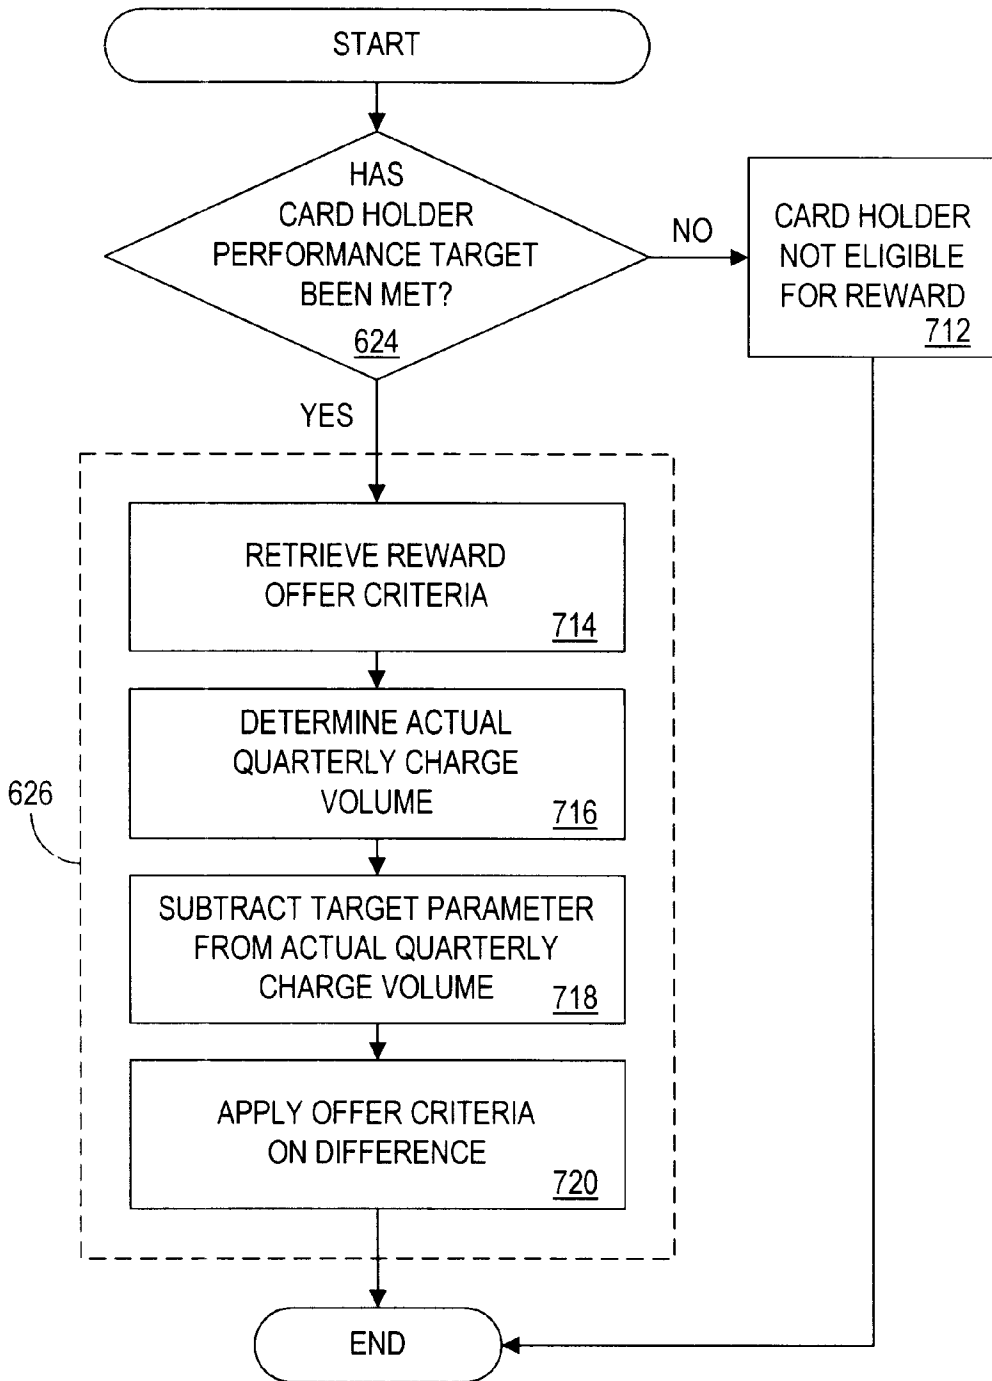 START
HAS
CARD HOLDER
PERFORMANCE TARGET
BEEN MET?
624
NO
CARD HOLDER
NOT ELIGIBLE
FOR REWARD
712
YES
RETRIEVE REWARD
OFFER CRITERIA
714
DETERMINE ACTUAL
QUARTERLY CHARGE
VOLUME
716
626
SUBTRACT TARGET PARAMETER
FROM ACTUAL QUARTERLY
CHARGE VOLUME
718
APPLY OFFER CRITERIA
ON DIFFERENCE
720
END